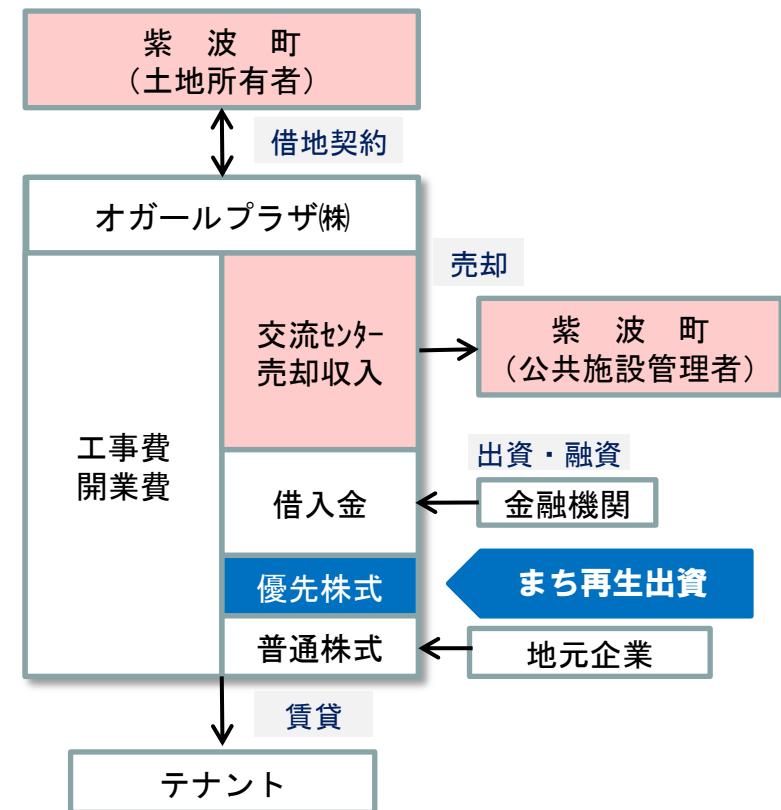 紫　波　町
（土地所有者）
借地契約
オガールプラザ㈱
売却
交流ｾﾝﾀｰ
売却収入
紫　波　町
（公共施設管理者）
工事費
開業費
出資・融資
借入金
金融機関
優先株式
まち再生出資
普通株式
地元企業
賃貸
テナント